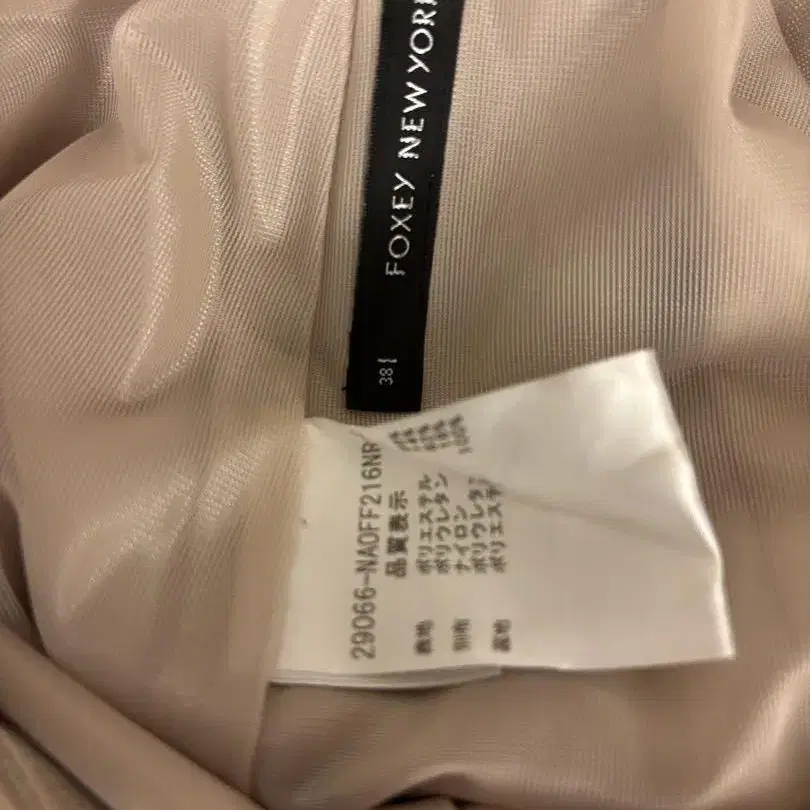 FOXEY NEW YORK
38
29066-NAOFF216NR
品質表示
表地 ポリエステル
ポリウレタン
別布 ナイロン
ポリウレタン
裏地 ポリエステ
100%